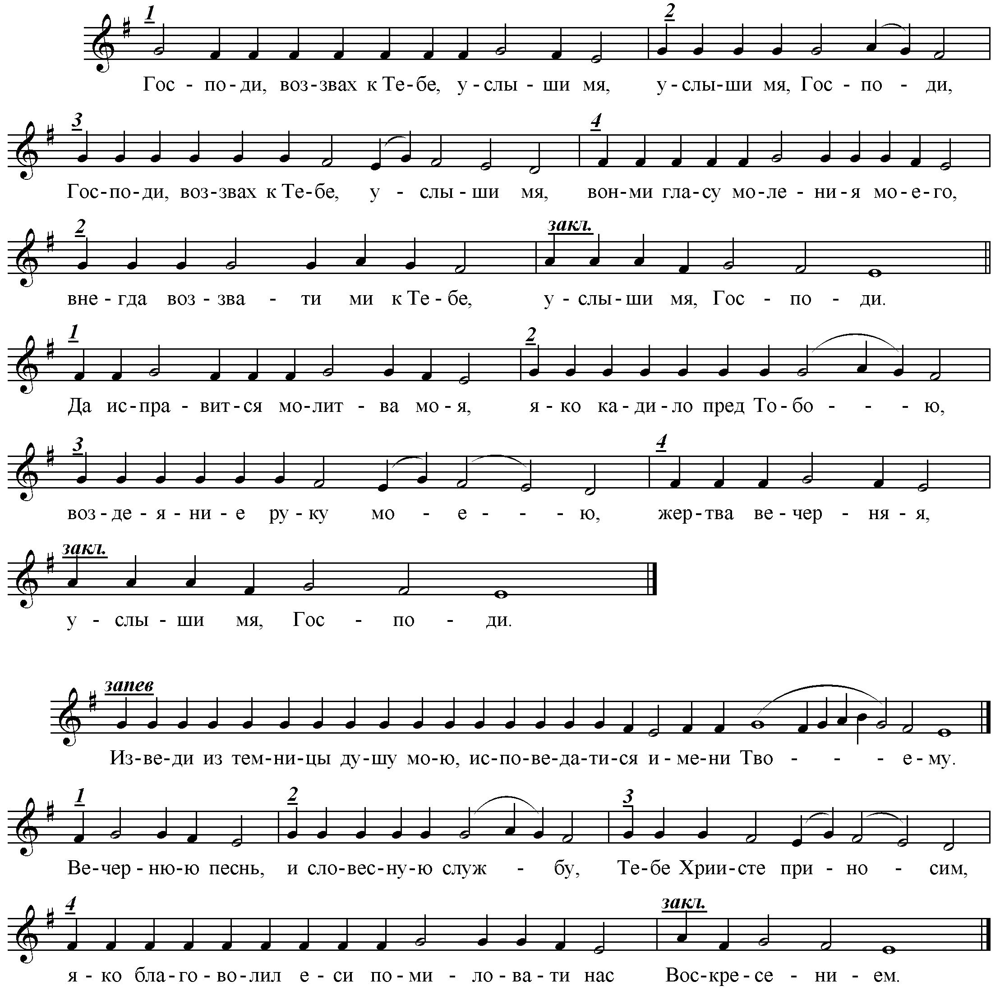 1 2
Гос - по - ди, воз - звах к Те - бе, у - слы - ши мя, у - слы - ши мя, Гос - по - ди,
3 4
Гос - по - ди, воз - звах к Те - бе, у - слы - ши мя, вон - ми гла - су мо - ле - ни - я мо - е - го,
2 закл.
вне - гда воз - зва - ти ми к Те - бе, у - слы - ши мя, Гос - по - ди.
1 2
Да ис - пра - вит - ся мо - лит - ва мо - я, я - ко ка - ди - ло пред То - бо - - - ю,
3 4
воз - де - я - ни - е ру - ку мо - е - - - ю, жер - тва ве - чер - ня - я,
закл.
у - слы - ши мя, Гос - по - ди.
запев
Из - ве - ди из тем - ни - цы ду - шу мо - ю, ис - по - ве - да - ти - ся и - ме - ни Тво - - - е - му.
1 2 3
Ве - чер - ню - ю песнь, и сло - вес - ну - ю служ - бу, Те - бе Хрии - сте при - но - сим,
4 закл.
я - ко бла - го - во - лил е - си по - ми - ло - ва - ти нас Вос - кре - се - ни - ем.